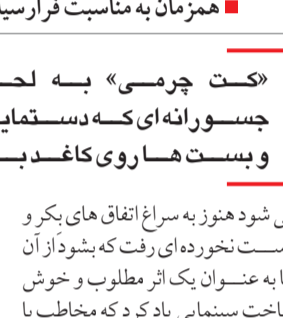 همزمان به مناسبت فرارسید
«کت چرمی» به لحا
جسورانه‌ای که دستمای
و بست ها روی کاغذ ب
ی شود هنوز به سراغ اتفاق های بکر و
ست نخورده ای رفت که بشود از آن
ا به عنوان یک اثر مطلوب و خوش
اخت سینمایی یاد کرد که مخاطب با